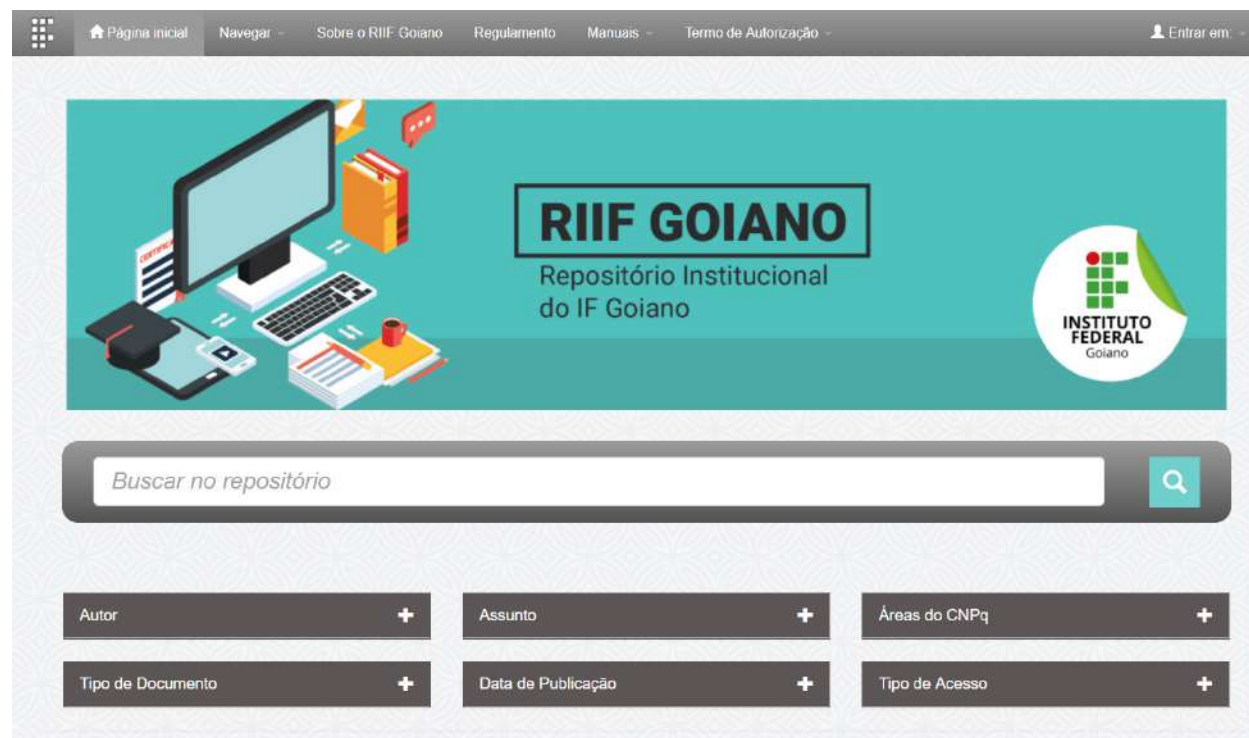 Página inicial Navegar Sobre o RIIF Goiano Regulamento Manuais Termo de Autorização Entrar em:
CERTIFICA
RIIF GOIANO
Repositório Institucional
do IF Goiano
INSTITUTO
FEDERAL
Goiano
Buscar no repositório
Autor Assunto Áreas do CNPq
Tipo de Documento Data de Publicação Tipo de Acesso